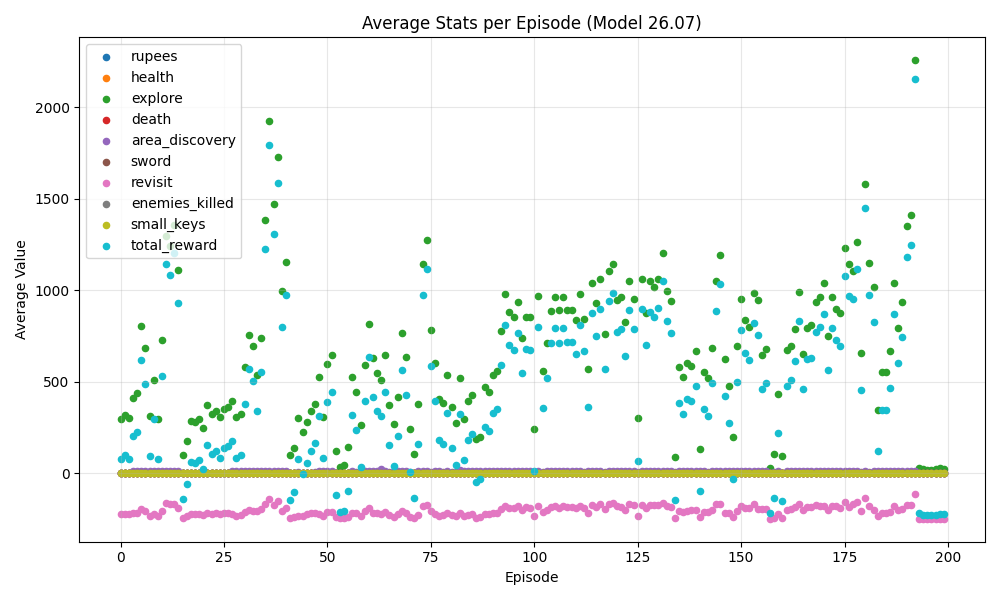 Average Stats per Episode (Model 26.07)
Average Value
2000
1500
1000
500
0
rupees
health
explore
death
area_discovery
sword
revisit
enemies_killed
small_keys
total_reward
0 25 50 75 100 125 150 175 200
Episode